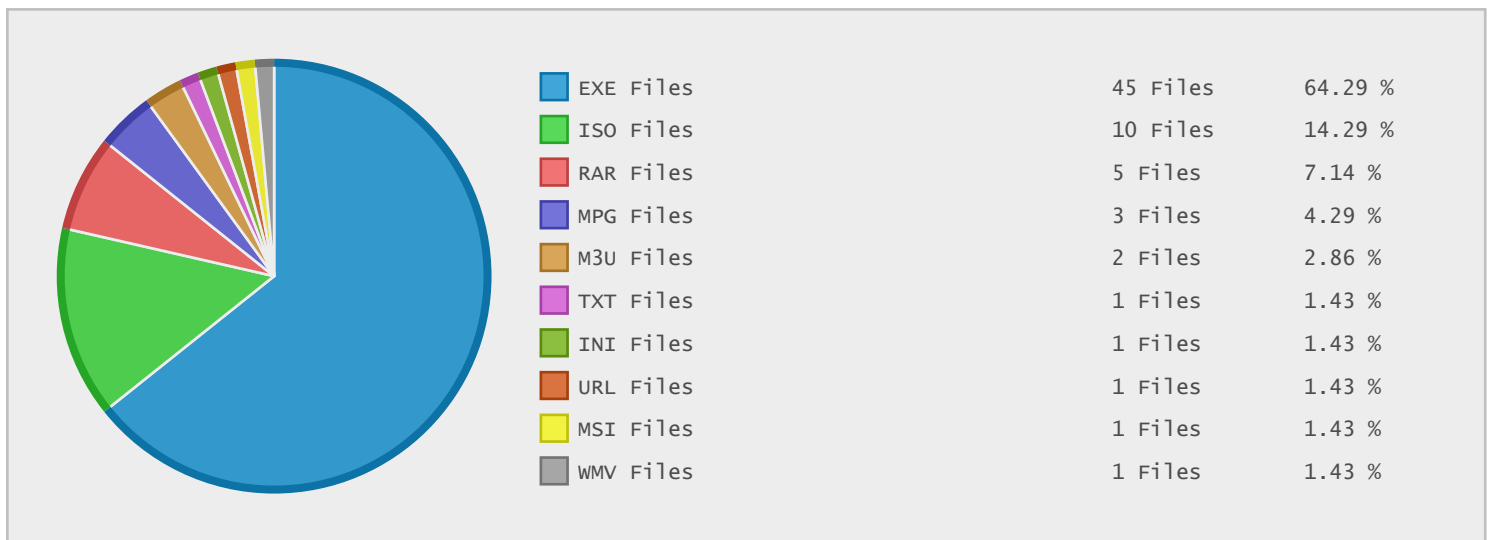 EXE Files 45 Files 64.29 %
ISO Files 10 Files 14.29 %
RAR Files 5 Files 7.14 %
MPG Files 3 Files 4.29 %
M3U Files 2 Files 2.86 %
TXT Files 1 Files 1.43 %
INI Files 1 Files 1.43 %
URL Files 1 Files 1.43 %
MSI Files 1 Files 1.43 %
WMV Files 1 Files 1.43 %